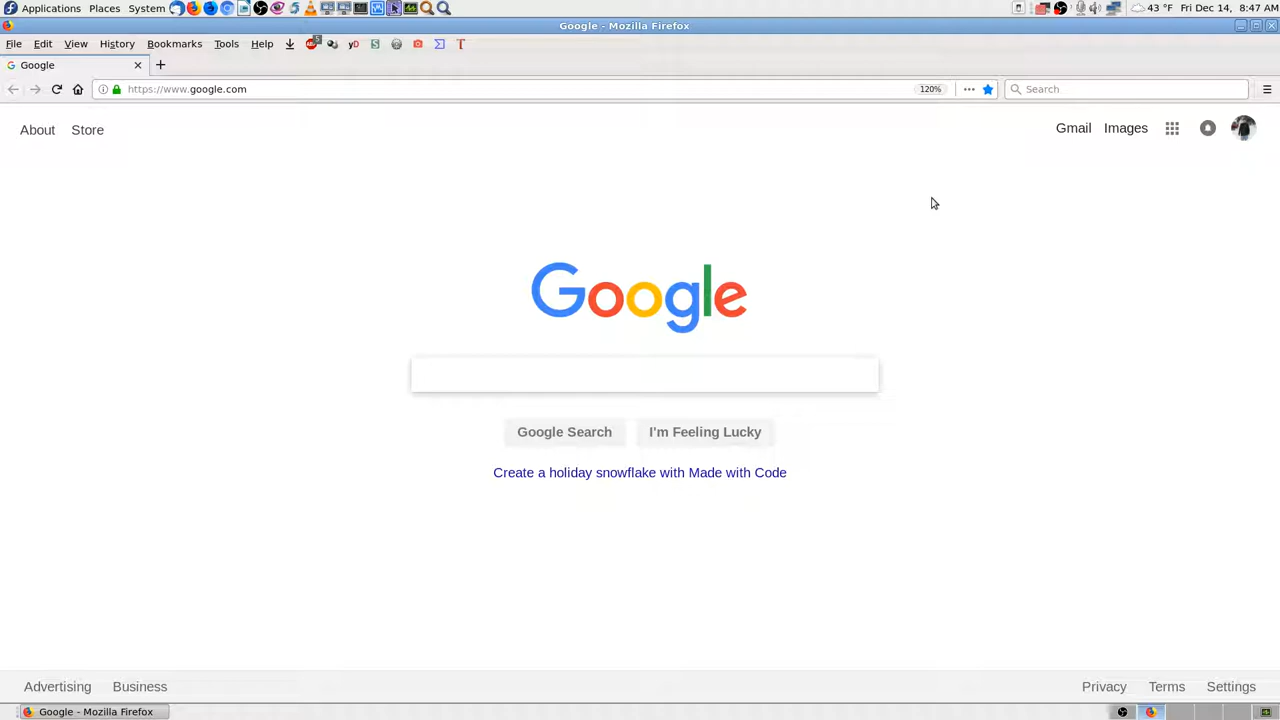 Applications Places System 43 °F Fri Dec 14, 8:47 AM
Google - Mozilla Firefox
File Edit View History Bookmarks Tools Help 5 yD S T
G Google
https://www.google.com 120% Search
About Store Gmail Images
Google
Google Search I'm Feeling Lucky
Create a holiday snowflake with Made with Code
Advertising Business Privacy Terms Settings
Google - Mozilla Firefox